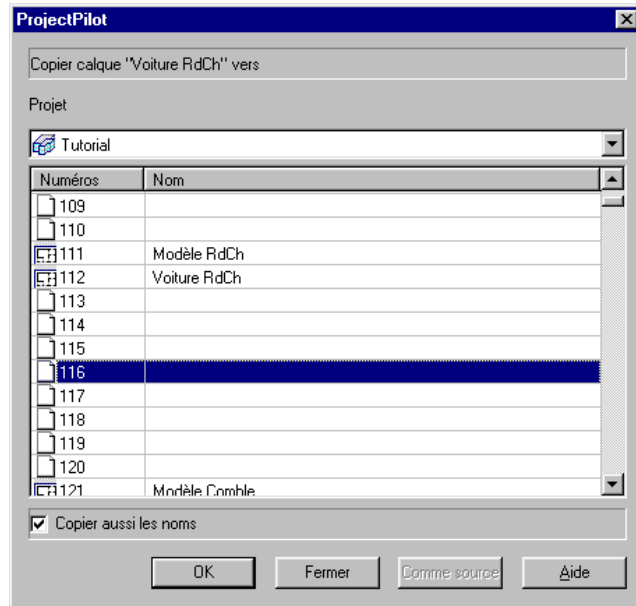 ProjectPilot
Copier calque "Voiture RdCh" vers
Projet
Tutorial
Numéros Nom
109
110
111 Modèle RdCh
112 Voiture RdCh
113
114
115
116
117
118
119
120
121 Modèle Comble
Copier aussi les noms
OK Fermer Comme source Aide